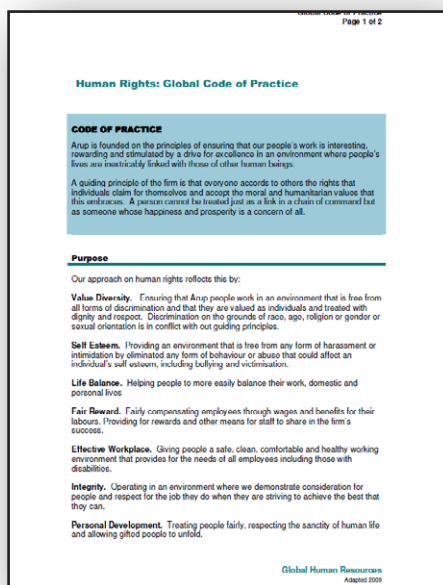 Global Code of Practice
Page 1 of 2
Human Rights: Global Code of Practice
CODE OF PRACTICE
Arup is founded on the principles of ensuring that our people's work is interesting,
rewarding and stimulated by a drive for excellence in an environment where people's
lives are inextricably linked with those of other human beings.
A guiding principle of the firm is that everyone accords to others the rights that
individuals claim for themselves and accept the moral and humanitarian values that
this embraces. A person cannot be treated just as a link in a chain of command but
as someone whose happiness and prosperity is a concern of all.
Purpose
Our approach on human rights reflects this by:
Value Diversity. Ensuring that Arup people work in an environment that is free from
all forms of discrimination and that they are valued as individuals and treated with
dignity and respect. Discrimination on the grounds of race, age, religion or gender or
sexual orientation is in conflict with out guiding principles.
Self Esteem. Providing an environment that is free from any form of harassment or
intimidation by eliminated any form of behaviour or abuse that could affect an
individual's self esteem, including bullying and victimisation.
Life Balance. Helping people to more easily balance their work, domestic and
personal lives
Fair Reward. Fairly compensating employees through wages and benefits for their
labours. Providing for rewards and other means for staff to share in the firm's
success.
Effective Workplace. Giving people a safe, clean, comfortable and healthy working
environment that provides for the needs of all employees including those with
disabilities.
Integrity. Operating in an environment where we demonstrate consideration for
people and respect for the job they do when they are striving to achieve the best that
they can.
Personal Development. Treating people fairly, respecting the sanctity of human life
and allowing gifted people to unfold.
Global Human Resources
Adapted 2009